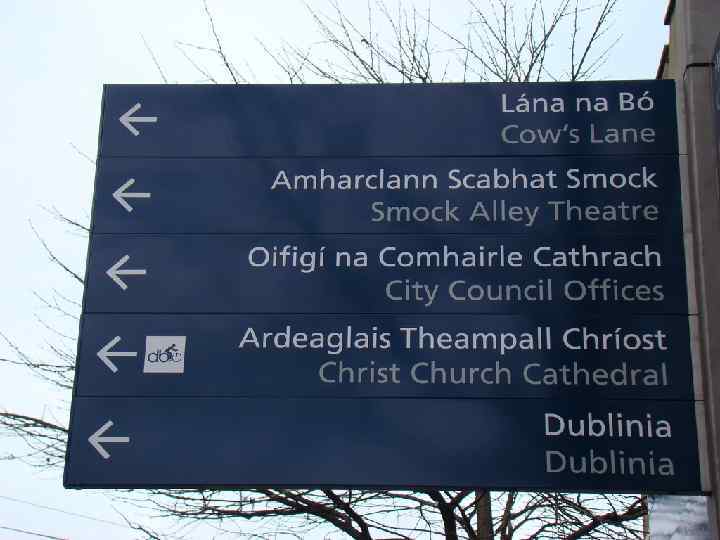 Lána na Bó
Cow's Lane
Amharclann Scabhat Smock
Smock Alley Theatre
Oifigí na Comhairle Cathrach
City Council Offices
Ardeaglais Theampall Chríost
dbc
Christ Church Cathedral
Dublinia
Dublinia